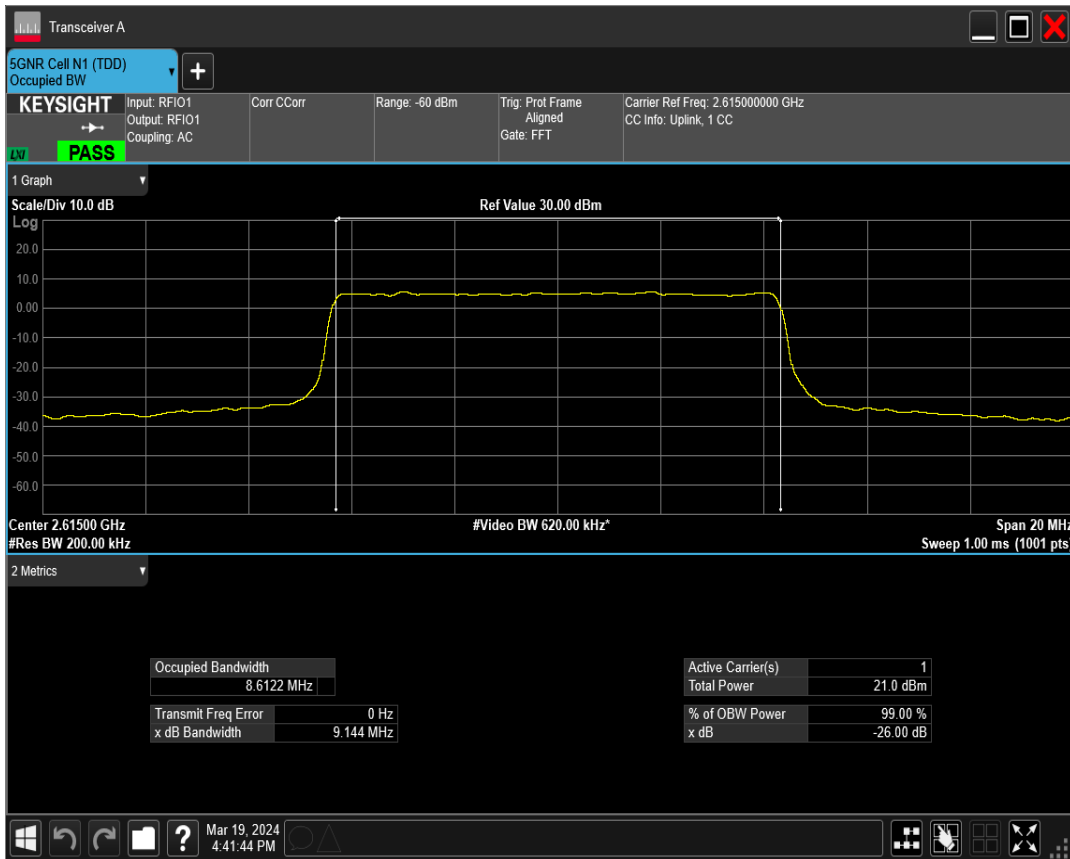 Transceiver A
5GNR Cell N1 (TDD)
Occupied BW
+
KEYSIGHT
LXI
PASS
Input: RFIO1
Output: RFIO1
Coupling: AC
Corr CCorr
Range: -60 dBm
Trig: Prot Frame
Aligned
Gate: FFT
Carrier Ref Freq: 2.615000000 GHz
CC Info: Uplink, 1 CC
1 Graph
Scale/Div 10.0 dB
Ref Value 30.00 dBm
Log
20.0
10.0
0.00
-10.0
-20.0
-30.0
-40.0
-50.0
-60.0
Center 2.61500 GHz
#Video BW 620.00 kHz*
Span 20 MHz
#Res BW 200.00 kHz
Sweep 1.00 ms (1001 pts)
2 Metrics
Occupied Bandwidth
8.6122 MHz
Transmit Freq Error 0 Hz
x dB Bandwidth 9.144 MHz
Active Carrier(s) 1
Total Power 21.0 dBm
% of OBW Power 99.00 %
x dB -26.00 dB
?
Mar 19, 2024
4:41:44 PM